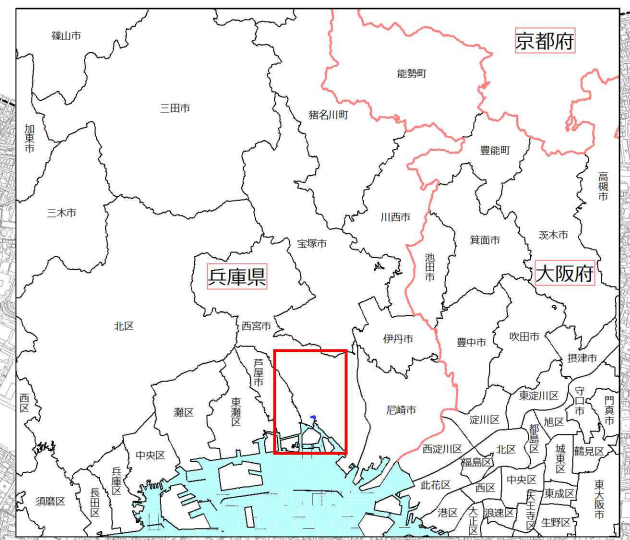 篠山市
京都府
能勢町
三田市
猪名川町
加東市
豊能町
高槻市
三木市
川西市
茨木市
箕面市
宝塚市
池田市
兵庫県
大阪府
北区
西宮市
伊丹市
豊中市
吹田市
摂津市
芦屋市
東淀川区
守口市
門真市
西区
灘区
東灘区
尼崎市
淀川区
旭区
都島区
中央区
西淀川区
北区
城東区
鶴見区
福島区
兵庫区
此花区
西区
中央区
東成区
東大阪市
須磨区
長田区
港区
大正区
浪速区
天王寺区
生野区